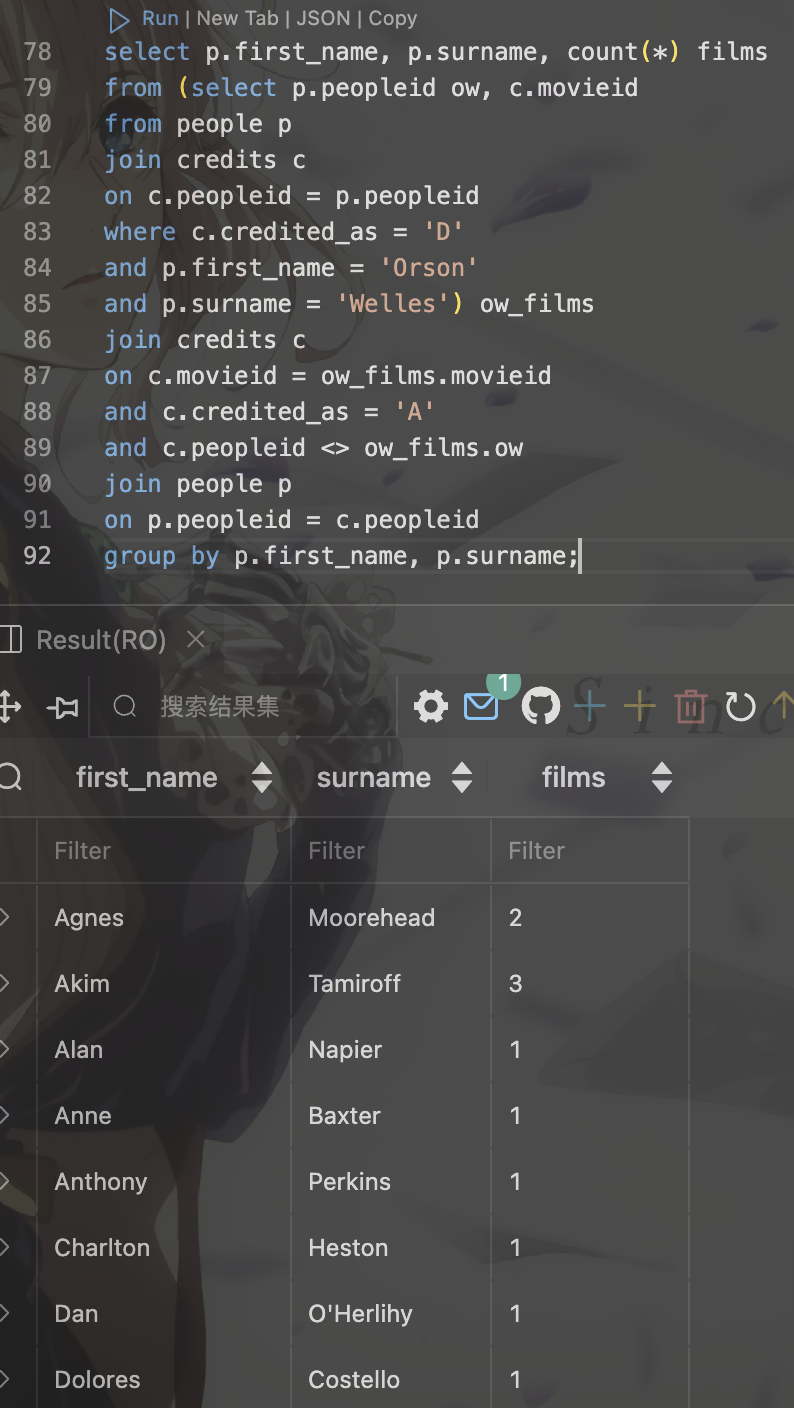 Run | New Tab | JSON | Copy
78 select p.first_name, p.surname, count(*) films
79 from (select p.peopleid ow, c.movieid
80 from people p
81 join credits c
82 on c.peopleid = p.peopleid
83 where c.credited_as = 'D'
84 and p.first_name = 'Orson'
85 and p.surname = 'Welles') ow_films
86 join credits c
87 on c.movieid = ow_films.movieid
88 and c.credited_as = 'A'
89 and c.peopleid <> ow_films.ow
90 join people p
91 on p.peopleid = c.peopleid
92 group by p.first_name, p.surname;
Result(RO)
搜索结果集 1
first_name surname films
Filter Filter Filter
Agnes Moorehead 2
Akim Tamiroff 3
Alan Napier 1
Anne Baxter 1
Anthony Perkins 1
Charlton Heston 1
Dan O'Herlihy 1
Dolores Costello 1